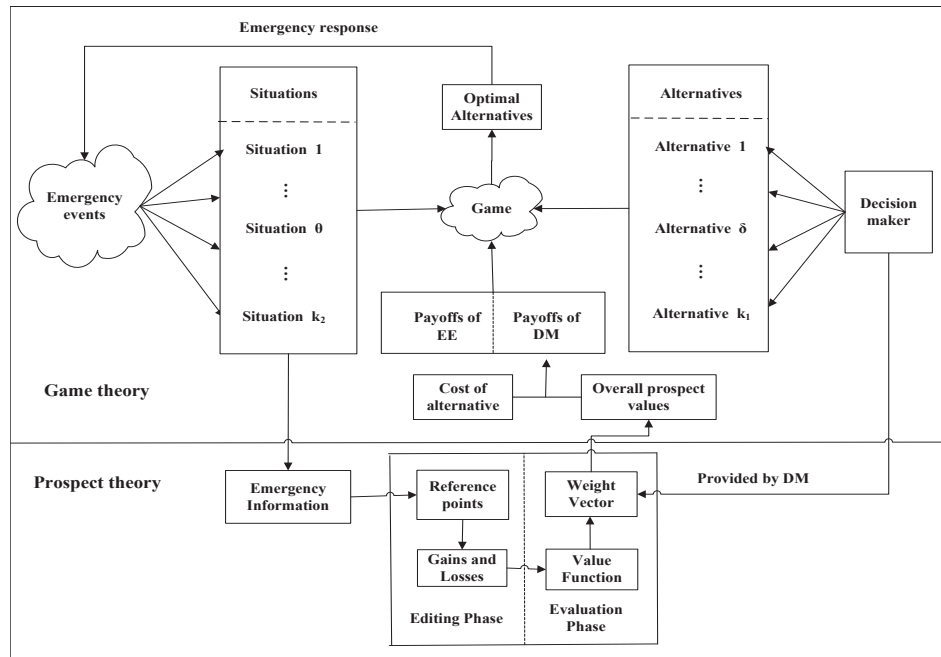 Emergency response
Situations
Situation 1
⋮
Situation θ
⋮
Situation k₂
Emergency
events
Optimal
Alternatives
Game
Alternatives
Alternative 1
⋮
Alternative δ
⋮
Alternative k₁
Decision
maker
Payoffs of
EE
Payoffs of
DM
Cost of
alternative
Overall prospect
values
Game theory
Prospect theory
Emergency
Information
Reference
points
Gains and
Losses
Editing Phase
Weight
Vector
Value
Function
Evaluation
Phase
Provided by DM